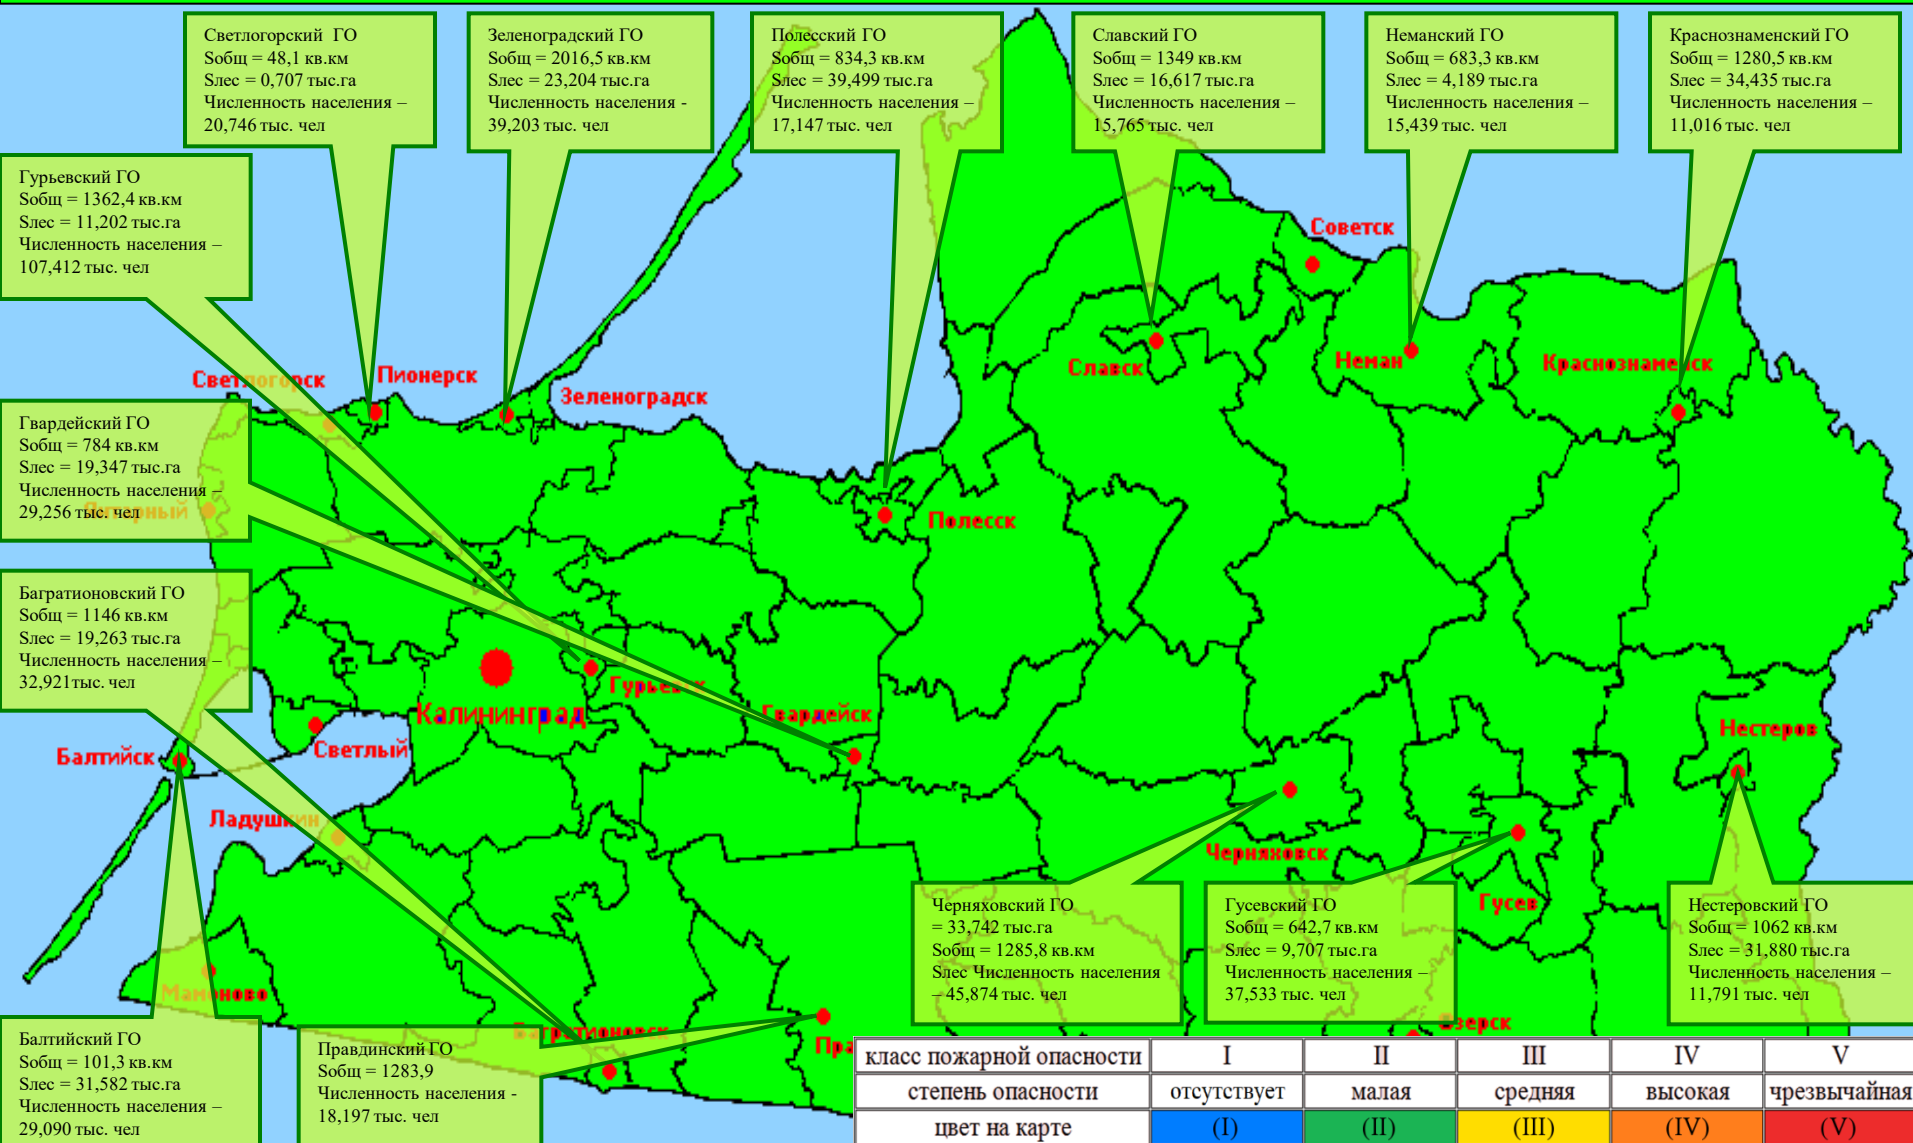 Светлогорский ГО
Sобщ = 48,1 кв.км
Sлес = 0,707 тыс.га
Численность населения –
20,746 тыс. чел
Зеленоградский ГО
Sобщ = 2016,5 кв.км
Sлес = 23,204 тыс.га
Численность населения -
39,203 тыс. чел
Полесский ГО
Sобщ = 834,3 кв.км
Sлес = 39,499 тыс.га
Численность населения –
17,147 тыс. чел
Славский ГО
Sобщ = 1349 кв.км
Sлес = 16,617 тыс.га
Численность населения –
15,765 тыс. чел
Неманский ГО
Sобщ = 683,3 кв.км
Sлес = 4,189 тыс.га
Численность населения –
15,439 тыс. чел
Краснознаменский ГО
Sобщ = 1280,5 кв.км
Sлес = 34,435 тыс.га
Численность населения –
11,016 тыс. чел
Гурьевский ГО
Sобщ = 1362,4 кв.км
Sлес = 11,202 тыс.га
Численность населения –
107,412 тыс. чел
Советск
Славск
Неман
Краснознаменск
Светлогорск
Пионерск
Зеленоградск
Гвардейский ГО
Sобщ = 784 кв.км
Sлес = 19,347 тыс.га
Численность населения –
29,256 тыс. чел
Янтарный
Полесск
Багратионовский ГО
Sобщ = 1146 кв.км
Sлес = 19,263 тыс.га
Численность населения –
32,921тыс. чел
Гурьевск
Калининград
Гвардейск
Нестеров
Светлый
Балтийск
Ладушкин
Черняховск
Гусев
Черняховский ГО
= 33,742 тыс.га
Sобщ = 1285,8 кв.км
Sлес Численность населения
– 45,874 тыс. чел
Гусевский ГО
Sобщ = 642,7 кв.км
Sлес = 9,707 тыс.га
Численность населения –
37,533 тыс. чел
Нестеровский ГО
Sобщ = 1062 кв.км
Sлес = 31,880 тыс.га
Численность населения –
11,791 тыс. чел
Мамоново
Багратионовск
Озерск
Пра
Балтийский ГО
Sобщ = 101,3 кв.км
Sлес = 31,582 тыс.га
Численность населения –
29,090 тыс. чел
Правдинский ГО
Sобщ = 1283,9
Численность населения -
18,197 тыс. чел
класс пожарной опасности I II III IV V
степень опасности отсутствует малая средняя высокая чрезвычайная
цвет на карте (I) (II) (III) (IV) (V)